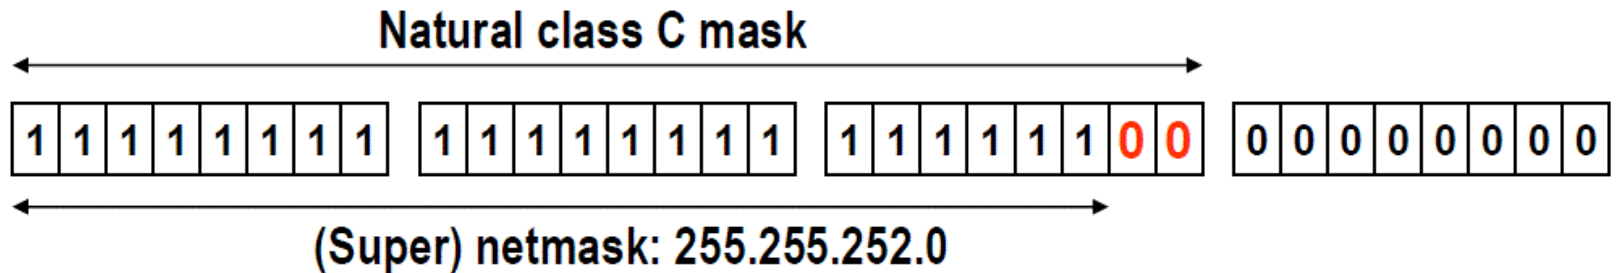 Natural class C mask
1 1 1 1 1 1 1 1 1 1 1 1 1 1 1 1 1 1 1 1 1 1 0 0 0 0 0 0 0 0 0 0
(Super) netmask: 255.255.252.0